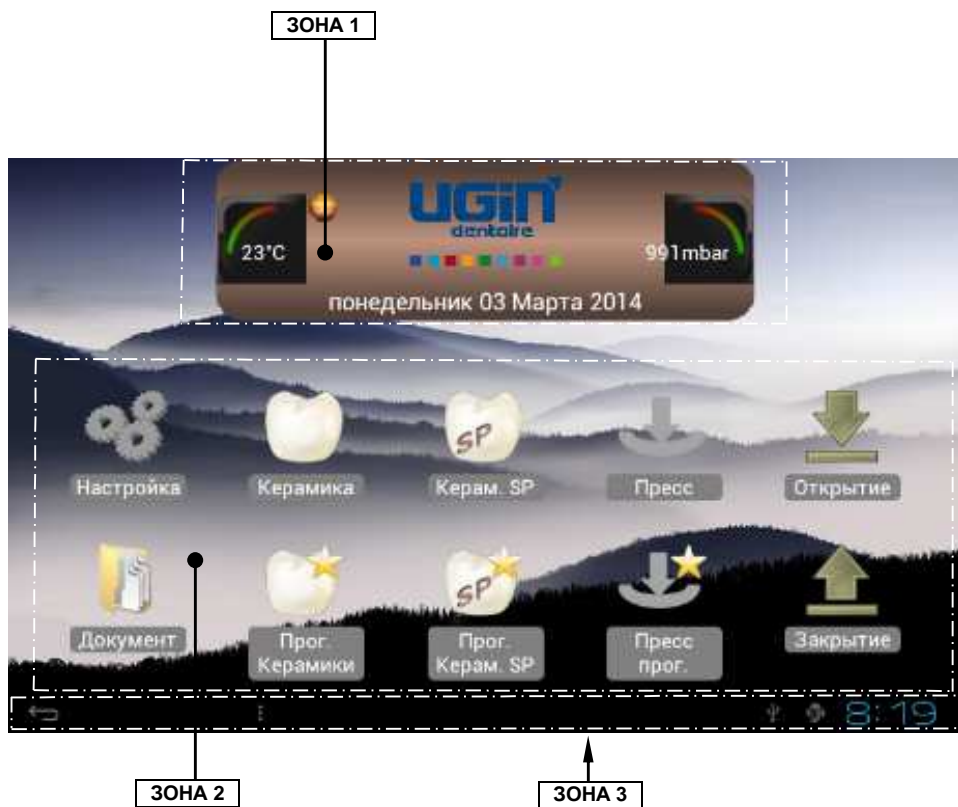 ЗОНА 1
UGIN
dentaire
23°C
991mbar
понедельник 03 Марта 2014
Настройка
Керамика
Керам. SP
Пресс
Открытие
SP
Документ
Прог.
Керамики
Прог.
Керам. SP
Пресс
прог.
Закрытие
SP
8:19
ЗОНА 2
ЗОНА 3